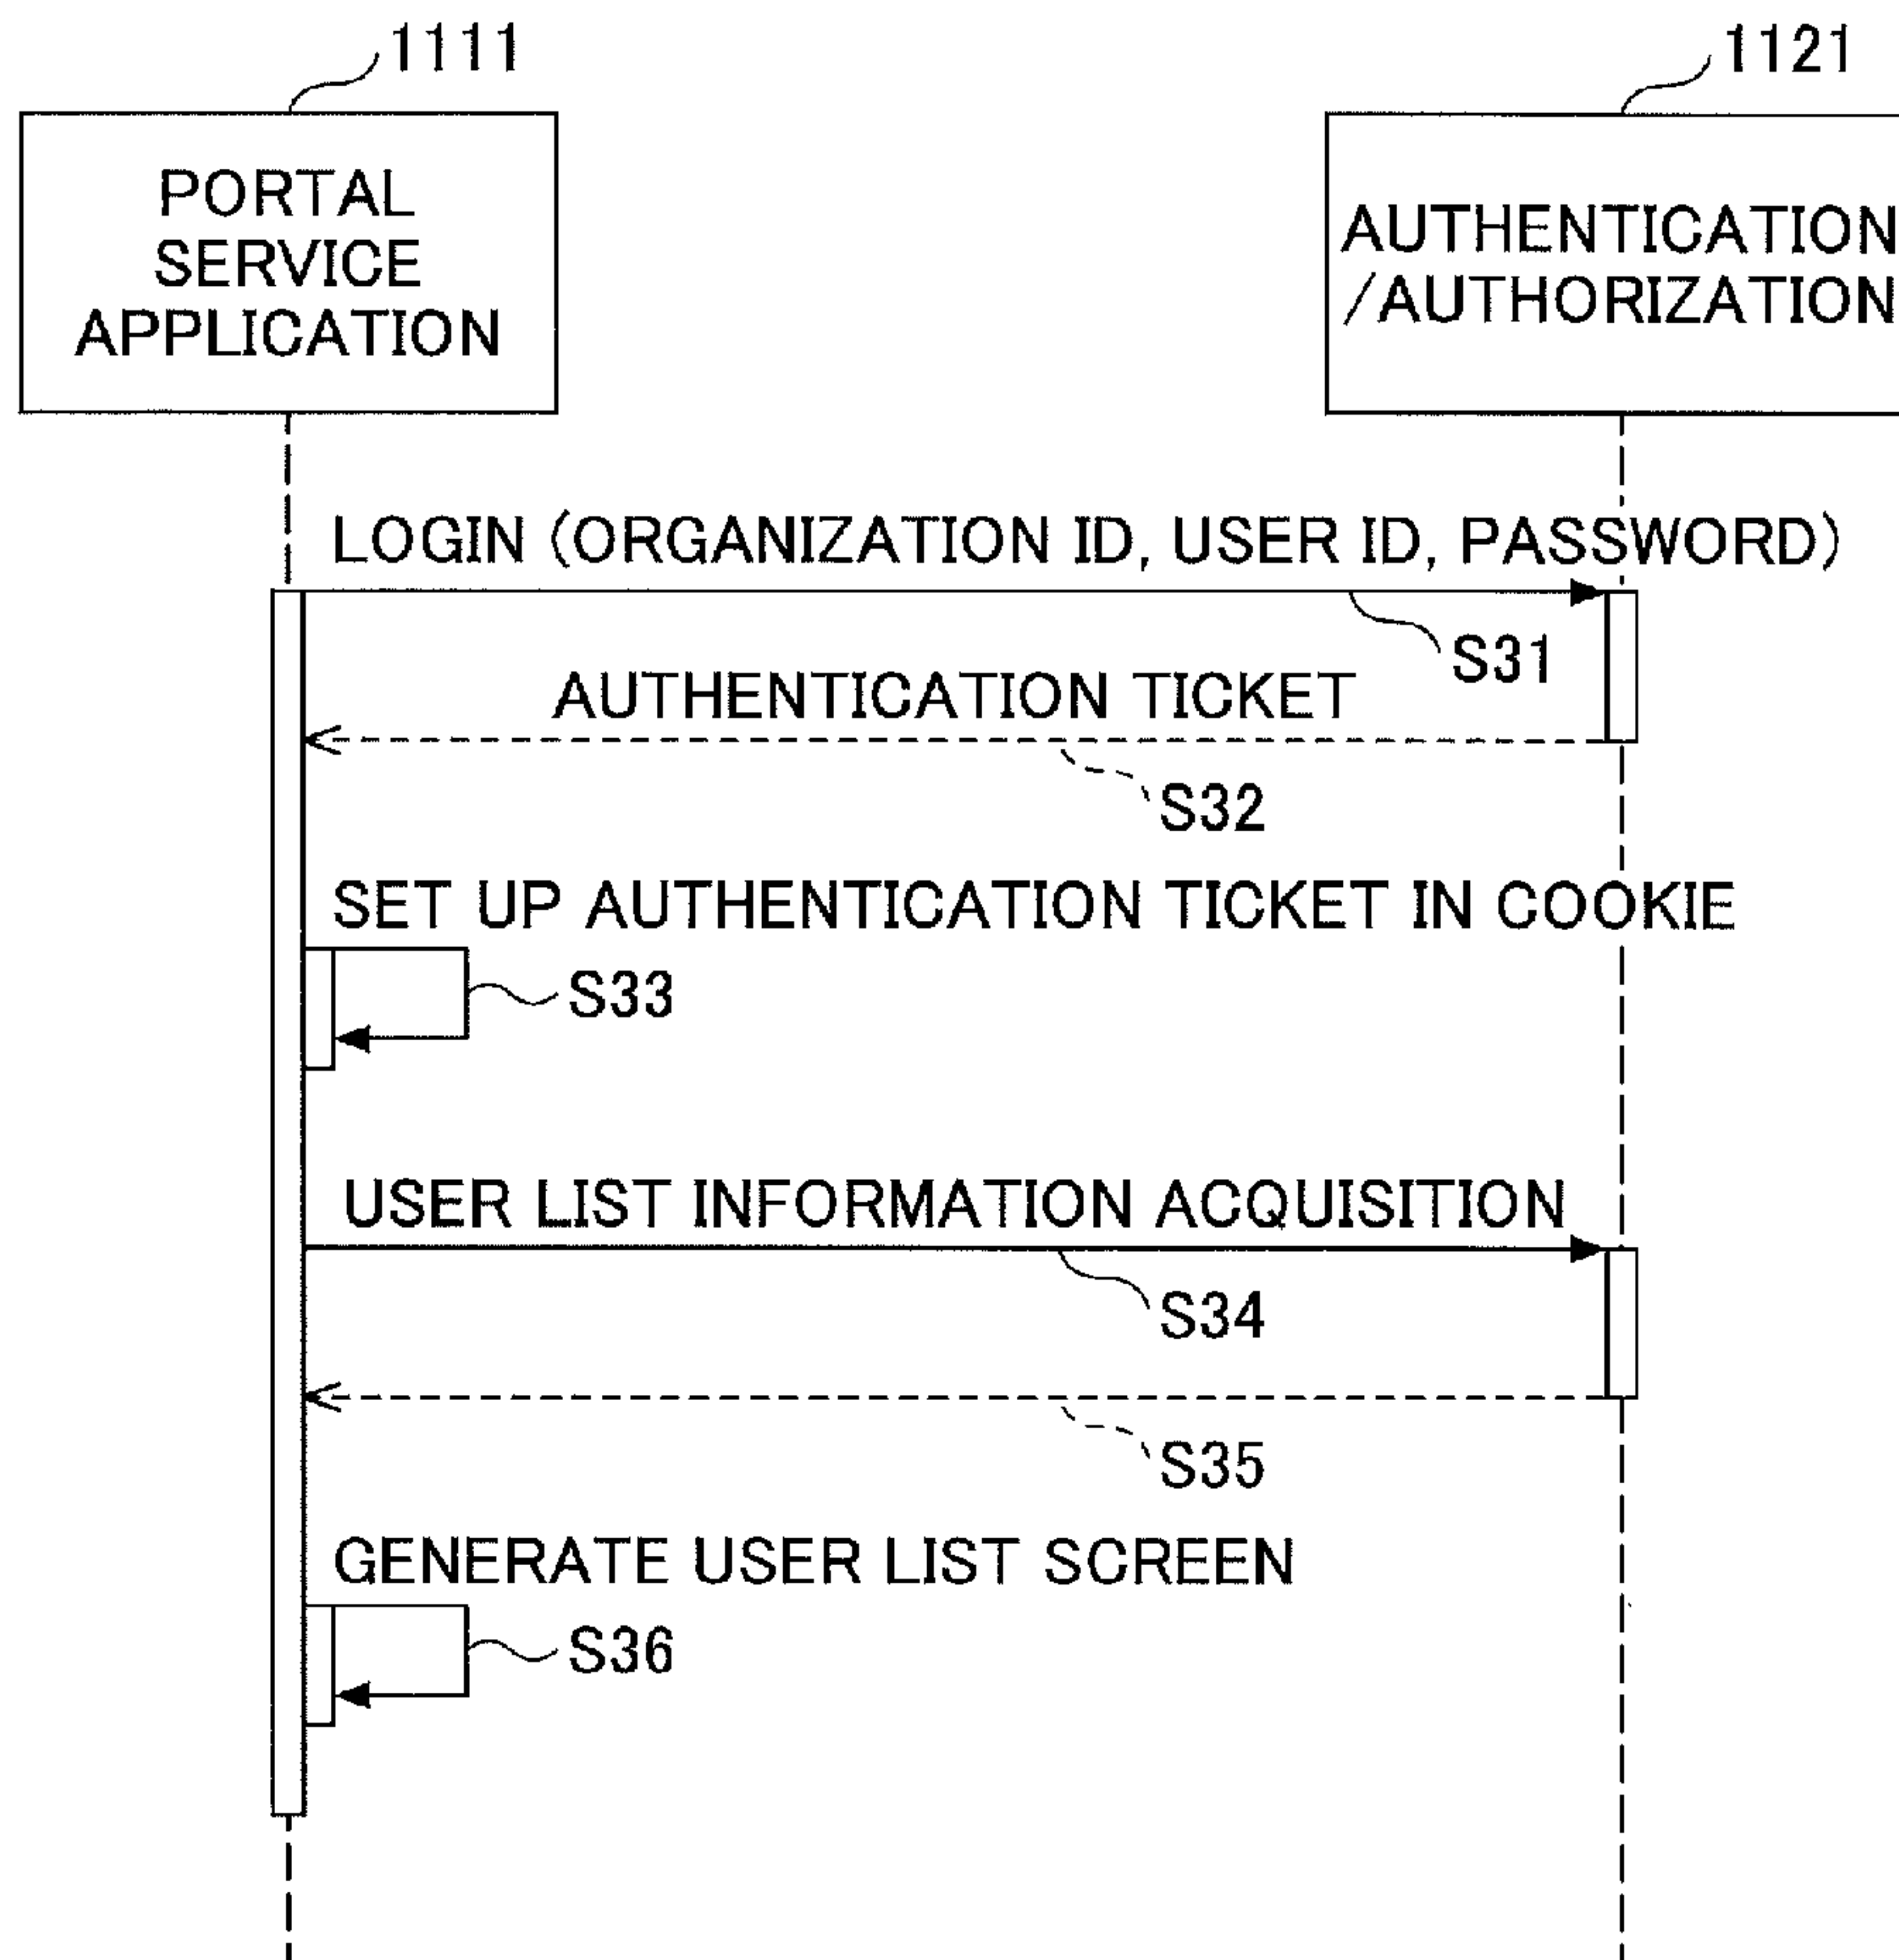 1111
1121
PORTAL
SERVICE
APPLICATION
AUTHENTICATION
/AUTHORIZATION
LOGIN (ORGANIZATION ID, USER ID, PASSWORD)
S31
AUTHENTICATION TICKET
S32
SET UP AUTHENTICATION TICKET IN COOKIE
S33
USER LIST INFORMATION ACQUISITION
S34
S35
GENERATE USER LIST SCREEN
S36